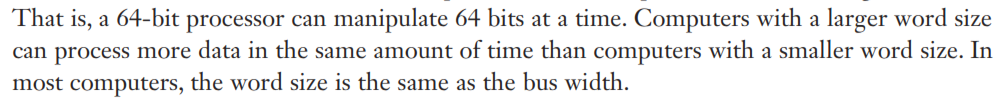 That is, a 64-bit processor can manipulate 64 bits at a time. Computers with a larger word size
can process more data in the same amount of time than computers with a smaller word size. In
most computers, the word size is the same as the bus width.